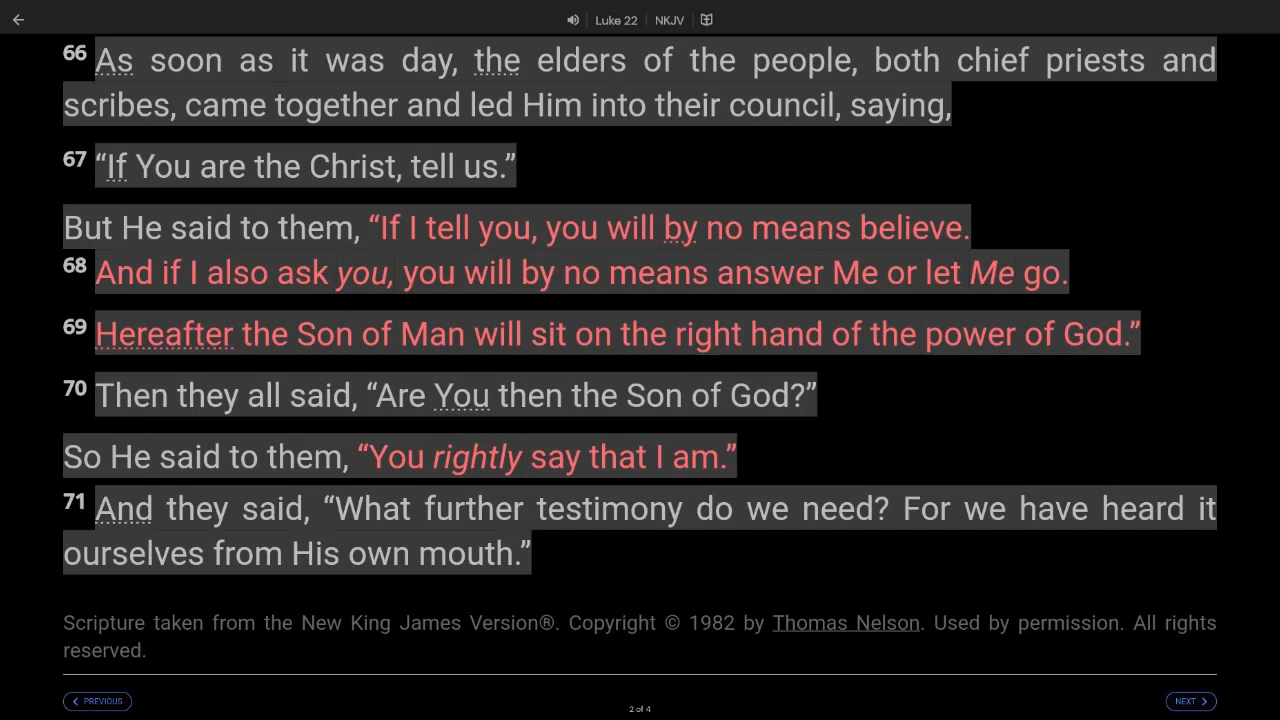 Luke 22 NKJV
66 As soon as it was day, the elders of the people, both chief priests and
scribes, came together and led Him into their council, saying,
67 “If You are the Christ, tell us.”
But He said to them, “If I tell you, you will by no means believe.
68 And if I also ask you, you will by no means answer Me or let Me go.
69 Hereafter the Son of Man will sit on the right hand of the power of God.”
70 Then they all said, “Are You then the Son of God?”
So He said to them, “You rightly say that I am.”
71 And they said, “What further testimony do we need? For we have heard it
ourselves from His own mouth.”
Scripture taken from the New King James Version®. Copyright © 1982 by Thomas Nelson. Used by permission. All rights
reserved.
PREVIOUS 2 of 4 NEXT